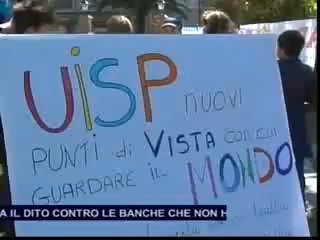 UISP nuovi
PUNTI di VISTA con cui
GUARDARE il MONDO
A IL DITO CONTRO LE BANCHE CHE NON H